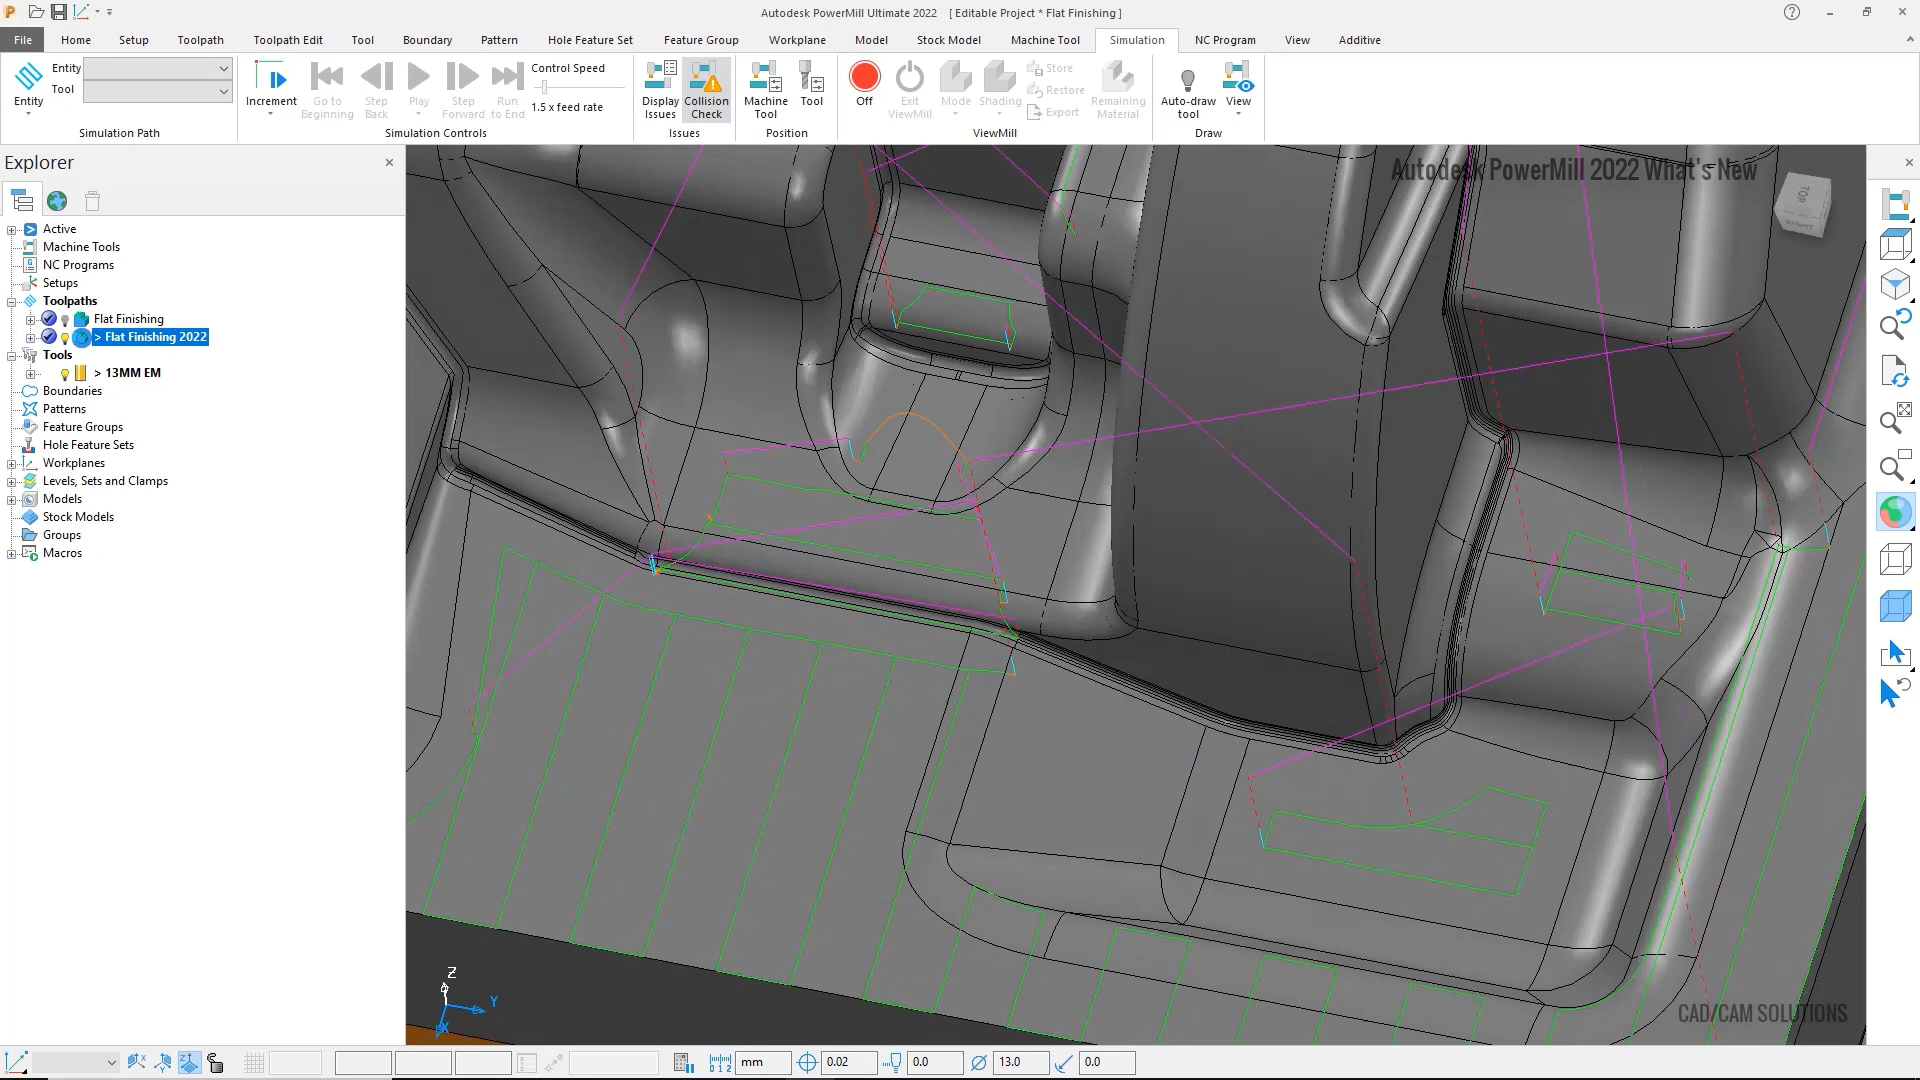 Autodesk PowerMill Ultimate 2022 [ Editable Project * Flat Finishing ]
File Home Setup Toolpath Toolpath Edit Tool Boundary Pattern Hole Feature Set Feature Group Workplane Model Stock Model Machine Tool Simulation NC Program View Additive
Entity
Entity
Tool
Simulation Path
Increment
Go to Beginning
Step Back
Play
Step Forward
Run to End
Control Speed
1.5 x feed rate
Simulation Controls
Display Issues
Collision Check
Issues
Machine Tool
Tool
Position
Off
Exit ViewMill
Mode
Shading
Store
Restore
Export
Remaining Material
ViewMill
Auto-draw tool
View
Draw
Explorer
Active
Machine Tools
NC Programs
Setups
Toolpaths
Flat Finishing
> Flat Finishing 2022
Tools
> 13MM EM
Boundaries
Patterns
Feature Groups
Hole Feature Sets
Workplanes
Levels, Sets and Clamps
Models
Stock Models
Groups
Macros
Autodesk PowerMill 2022 What's New
TOP
RIGHT
Z
Y
X
CAD/CAM SOLUTIONS
mm 0.02 0.0 13.0 0.0